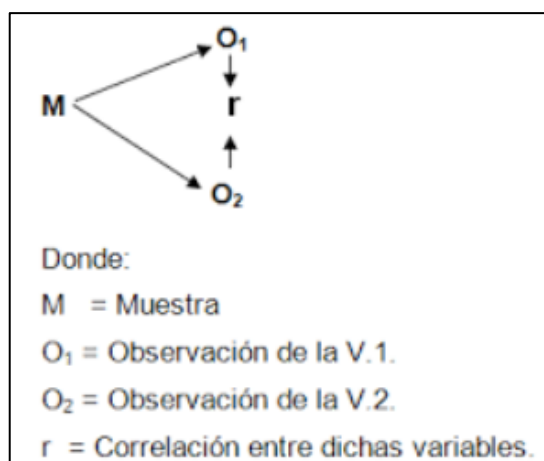 O₁
M r
O₂
Donde:
M = Muestra
O₁ = Observación de la V.1.
O₂ = Observación de la V.2.
r = Correlación entre dichas variables.